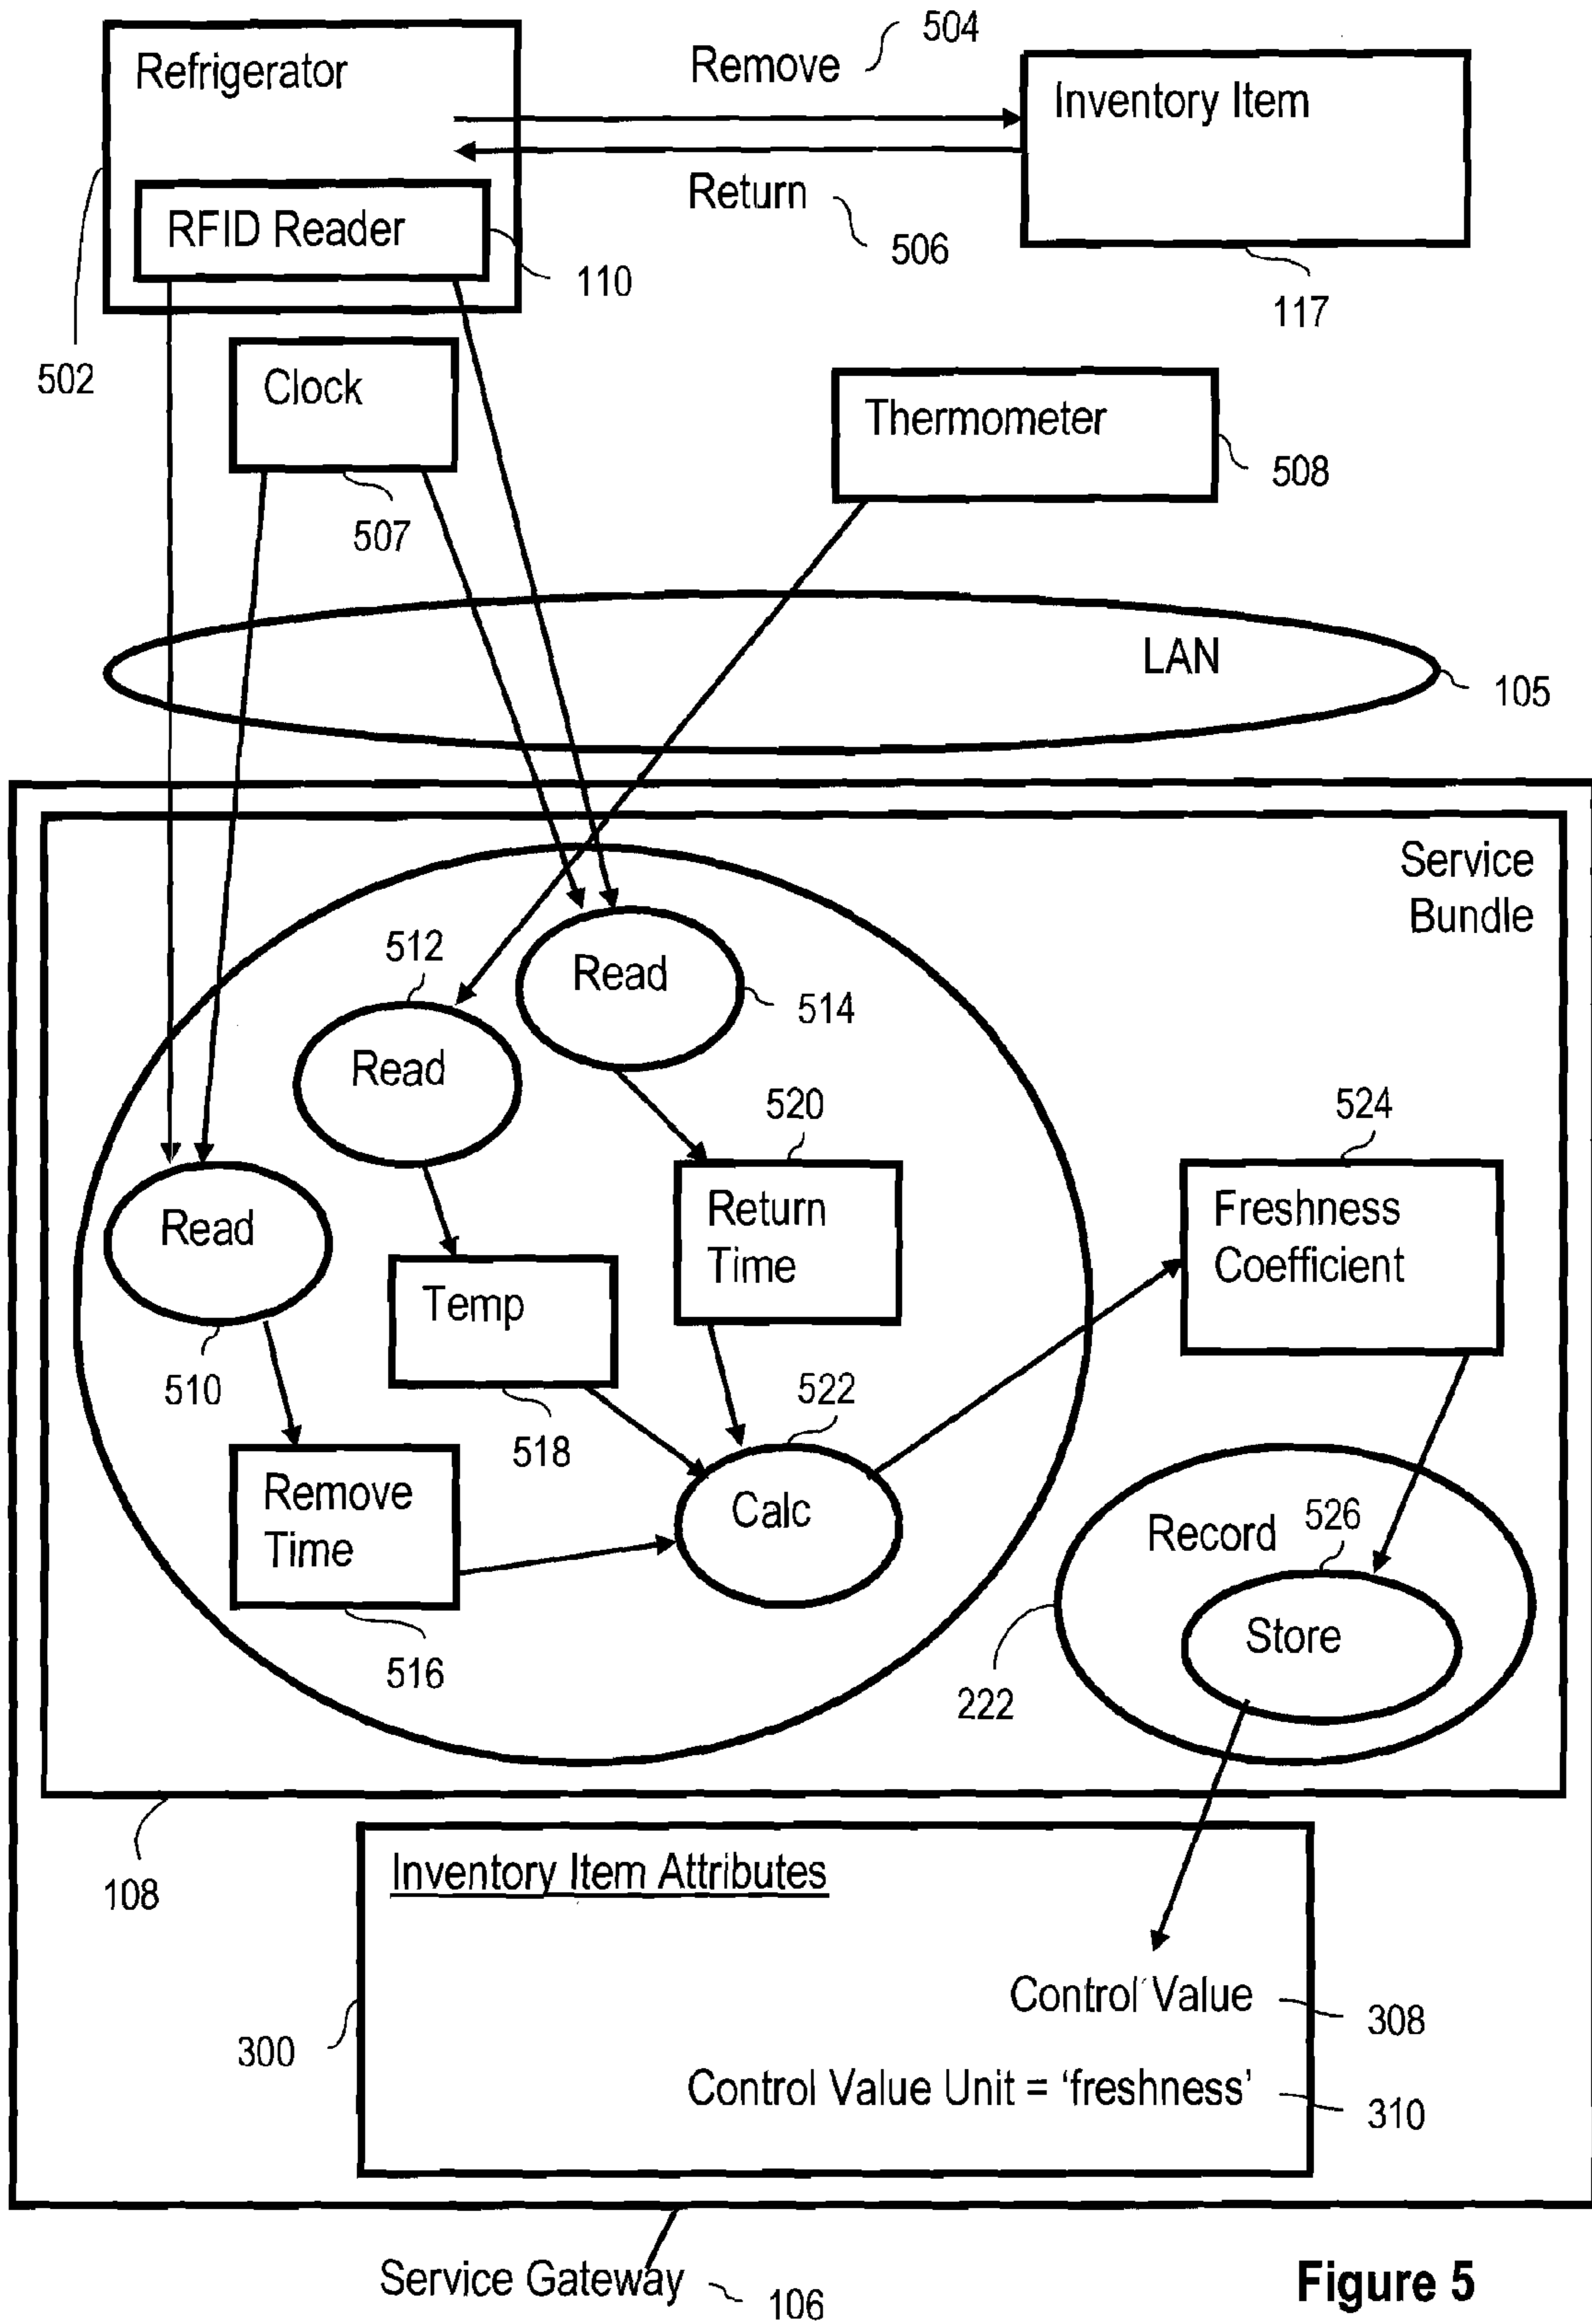 Refrigerator
Remove
504
Inventory Item
Return
506
RFID Reader
110
117
502
Clock
507
Thermometer
508
LAN
105
Service
Bundle
512
Read
514
Read
520
524
Read
Return
Time
Freshness
Coefficient
Temp
510
518
522
Remove
Time
Calc
Record
526
Store
516
222
108
Inventory Item Attributes
Control Value
308
300
Control Value Unit = ‘freshness’
310
Service Gateway
106
Figure 5